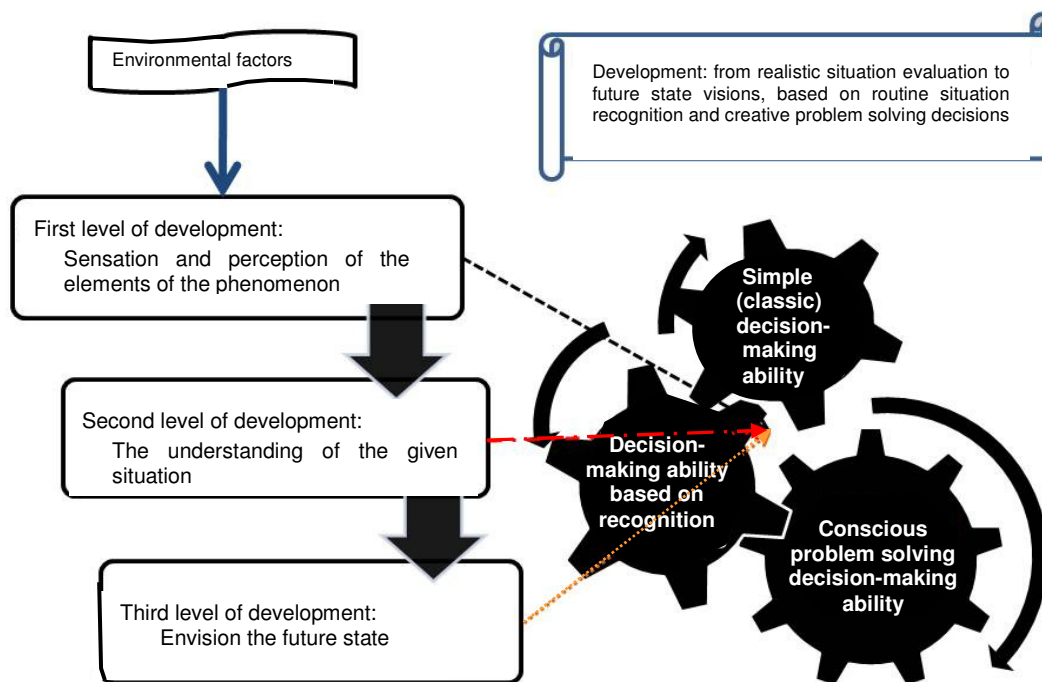 Environmental factors
Development: from realistic situation evaluation to
future state visions, based on routine situation
recognition and creative problem solving decisions
First level of development:
Sensation and perception of the
elements of the phenomenon
Second level of development:
The understanding of the given
situation
Third level of development:
Envision the future state
Simple
(classic)
decision-
making
ability
Decision-
making ability
based on
recognition
Conscious
problem solving
decision-making
ability